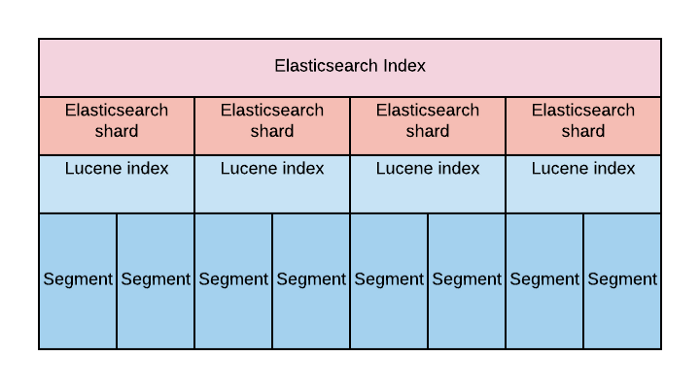 Elasticsearch Index
Elasticsearch
shard
Elasticsearch
shard
Elasticsearch
shard
Elasticsearch
shard
Lucene index
Lucene index
Lucene index
Lucene index
Segment
Segment
Segment
Segment
Segment
Segment
Segment
Segment